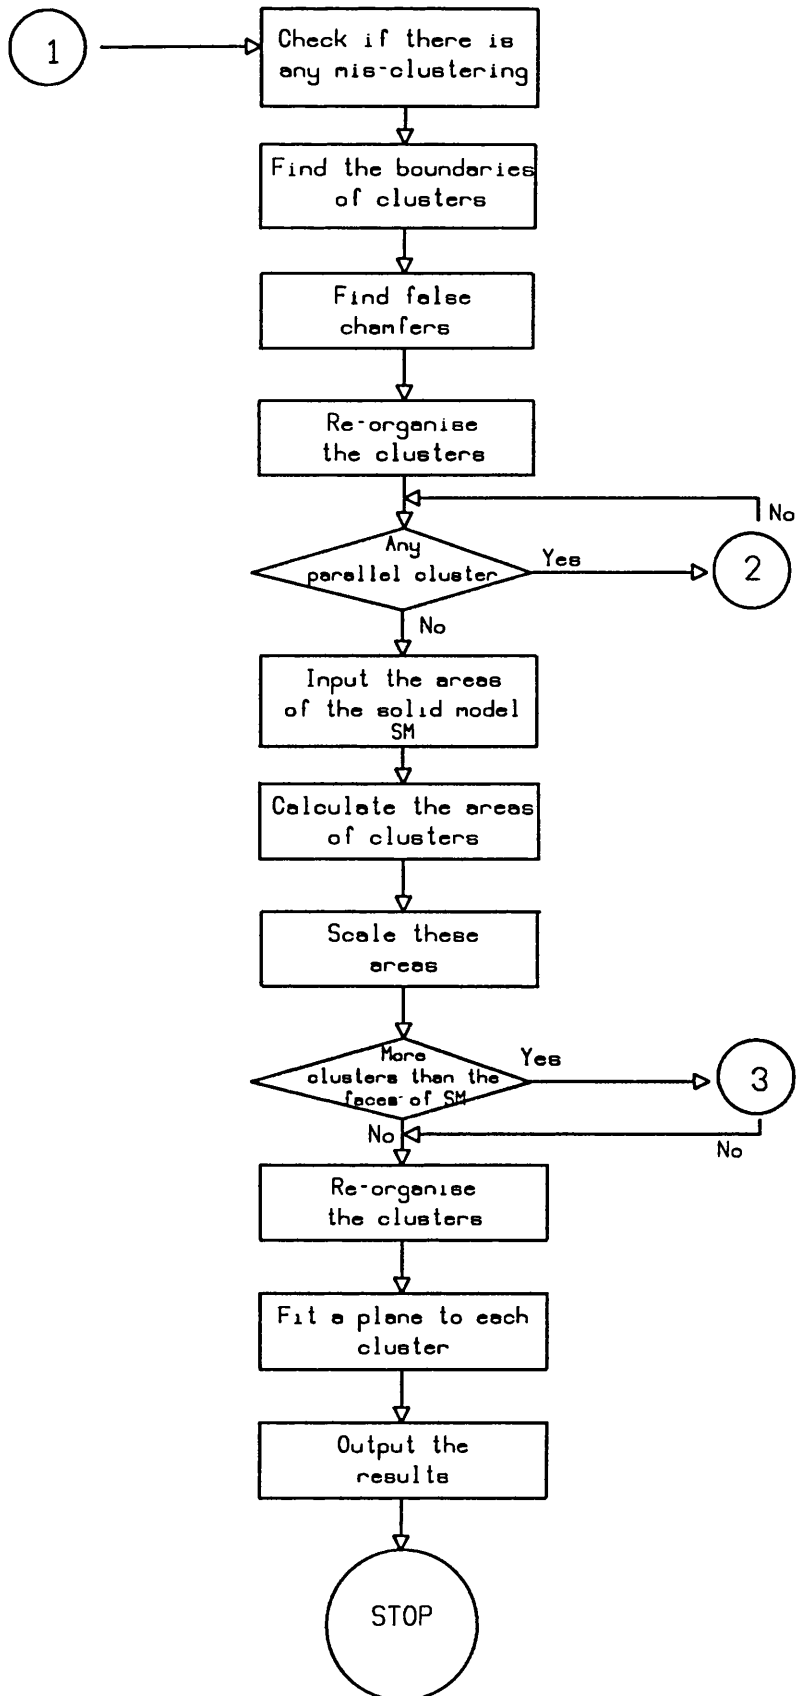 1
Check if there is
any mis-clustering
Find the boundaries
of clusters
Find false
chamfers
Re-organise
the clusters
No
Any
parallel cluster
Yes
2
No
Input the areas
of the solid model
SM
Calculate the areas
of clusters
Scale these
areas
More
clusters than the
faces of SM
Yes
3
No
No
Re-organise
the clusters
Fit a plane to each
cluster
Output the
results
STOP